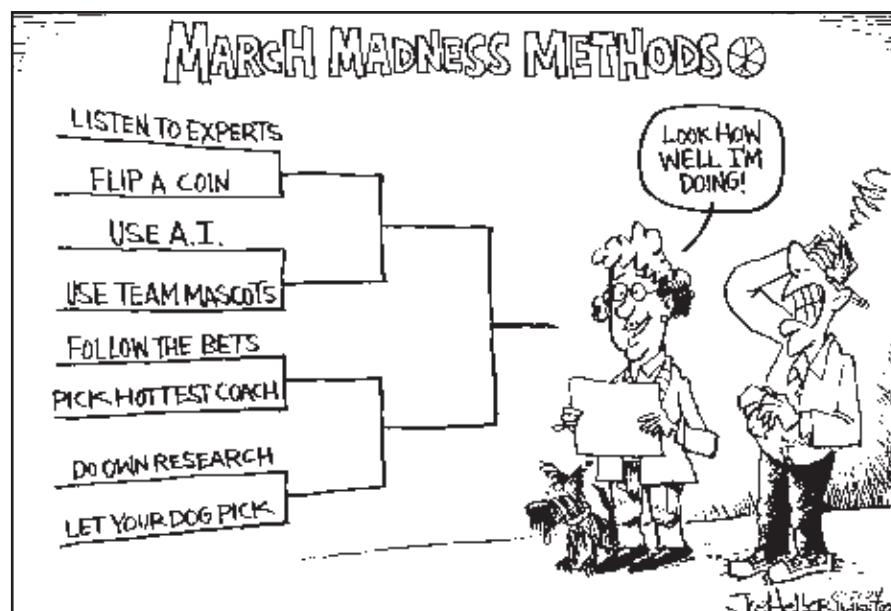 MARCH MADNESS METHODS
LISTEN TO EXPERTS
FLIP A COIN
USE A.I.
USE TEAM MASCOTS
FOLLOW THE BETS
PICK HOTTEST COACH
DO OWN RESEARCH
LET YOUR DOG PICK
LOOK HOW
WELL I'M
DOING!